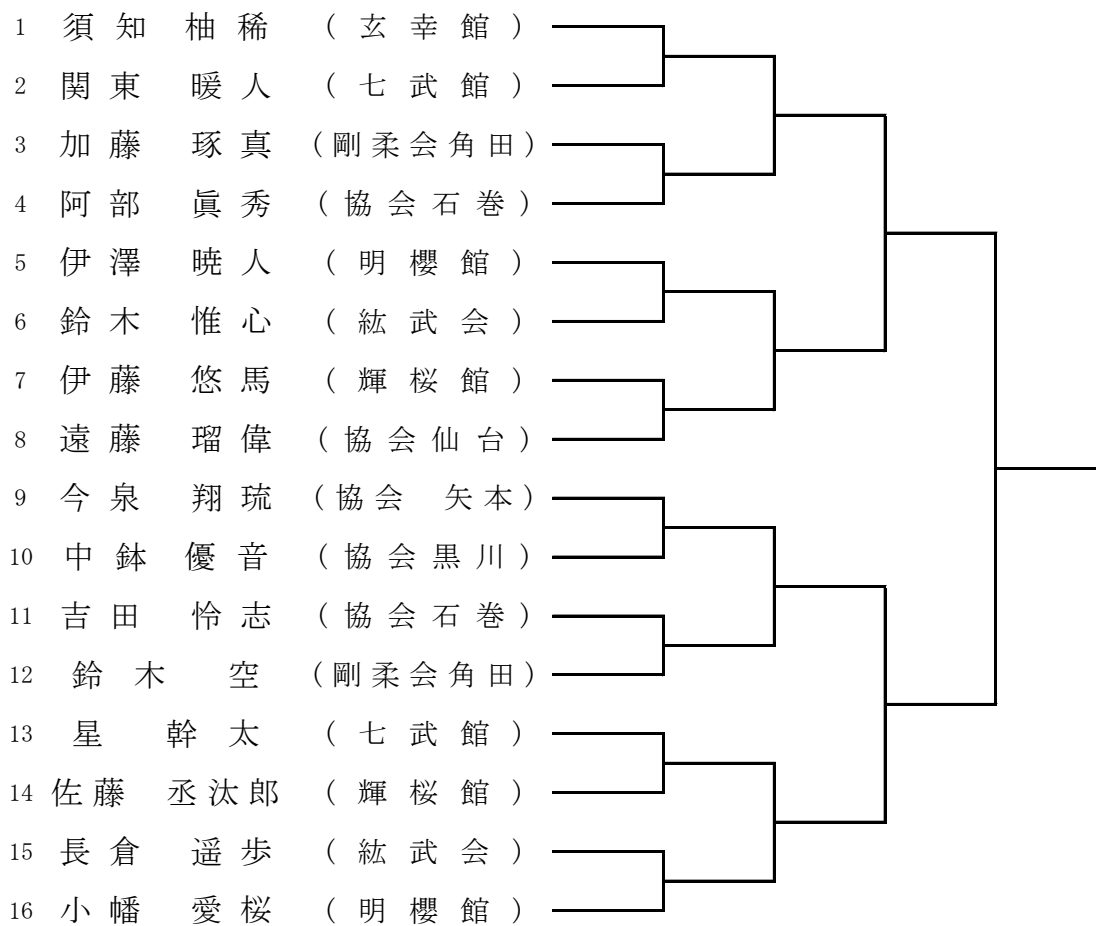 1 須知 柚稀 (玄幸館)
2 関東 暖人 (七武館)
3 加藤 琢真 (剛柔会角田)
4 阿部 眞秀 (協会石巻)
5 伊澤 暁人 (明櫻館)
6 鈴木 惟心 (紘武会)
7 伊藤 悠馬 (輝桜館)
8 遠藤 瑠偉 (協会仙台)
9 今泉 翔琉 (協会 矢本)
10 中鉢 優音 (協会黒川)
11 吉田 怜志 (協会石巻)
12 鈴木 空 (剛柔会角田)
13 星 幹太 (七武館)
14 佐藤 丞汰郎 (輝桜館)
15 長倉 遥歩 (紘武会)
16 小幡 愛桜 (明櫻館)